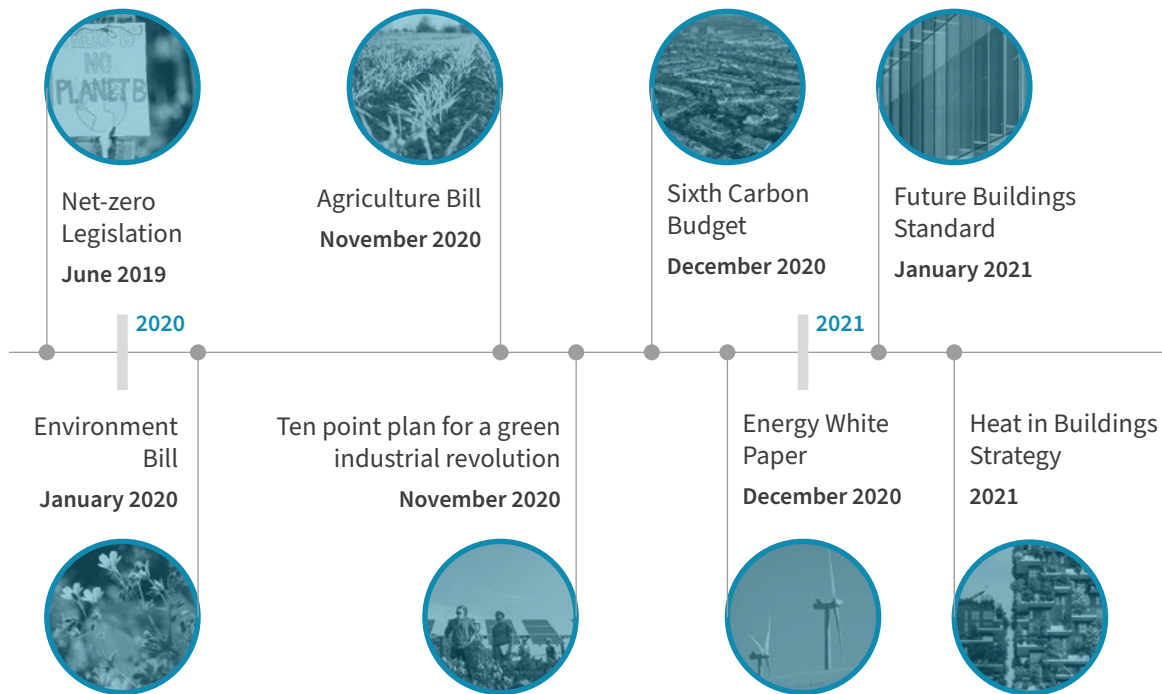 THERE IS
NO
PLANET B
Net-zero
Legislation
June 2019
Agriculture Bill
November 2020
Sixth Carbon
Budget
December 2020
Future Buildings
Standard
January 2021
2020
2021
Environment
Bill
January 2020
Ten point plan for a green
industrial revolution
November 2020
Energy White
Paper
December 2020
Heat in Buildings
Strategy
2021